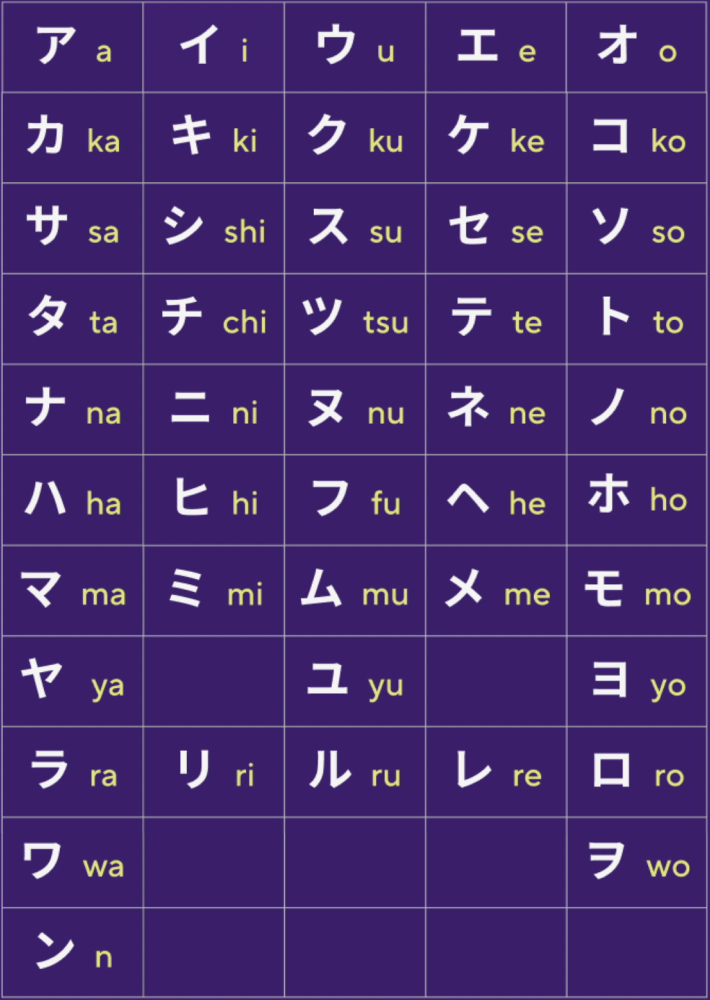 ア a イ i ウ u エ e オ o
カ ka キ ki ク ku ケ ke コ ko
サ sa シ shi ス su セ se ソ so
タ ta チ chi ツ tsu テ te ト to
ナ na ニ ni ヌ nu ネ ne ノ no
ハ ha ヒ hi フ fu ヘ he ホ ho
マ ma ミ mi ム mu メ me モ mo
ヤ ya ユ yu ヨ yo
ラ ra リ ri ル ru レ re ロ ro
ワ wa ヲ wo
ン n